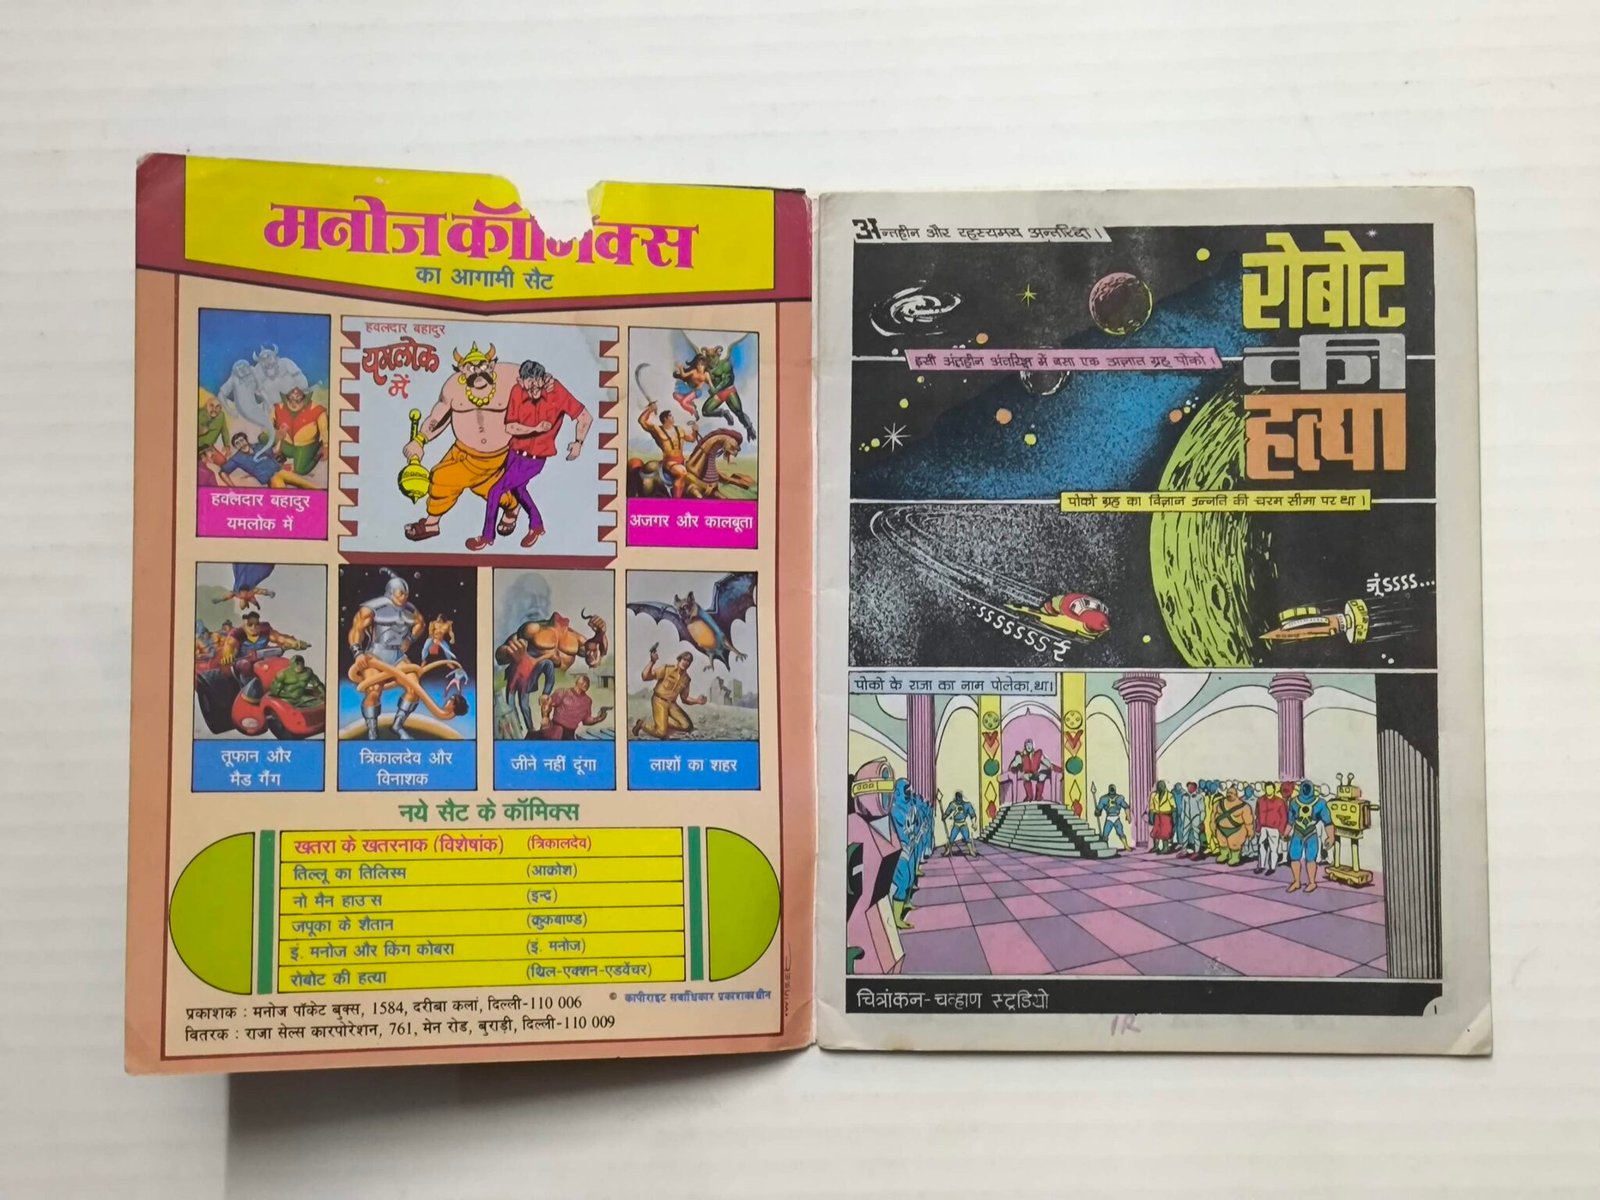 मनोज कॉमिक्स
का आगामी सैट
हवलदार बहादुर
यमलोक
में
हवलदार बहादुर
यमलोक में
अजगर और कालबूता
तूफान और
मैड गैंग
त्रिकालदेव और
विनाशक
जीने नहीं दूंगा
लाशों का शहर
नये सैट के कॉमिक्स
खतरा के खतरनाक (विशेषांक) (त्रिकालदेव)
तिल्लू का तिलिस्म (आक्रोश)
नो मैन हाउस (इन्द्र)
जपूका के शैतान (क्रुकबाण्ड)
इं. मनोज और किंग कोबरा (इं. मनोज)
रोबोट की हत्या (थ्रिल-एक्शन-एडवेंचर)
© कापीराइट सर्वाधिकार प्रकाशकाधीन
प्रकाशक : मनोज पॉकेट बुक्स, 1584, दरीबा कलां, दिल्ली-110 006
वितरक : राजा सेल्स कारपोरेशन, 761, मेन रोड, बुराड़ी, दिल्ली-110 009
अन्तहीन और रहस्यमय अन्तरिक्ष।
रोबोट
की
हत्या
इसी अंतहीन अंतरिक्ष में बसा एक अज्ञात ग्रह पोको।
पोको ग्रह का विज्ञान उन्नति की चरम सीमा पर था।
जूंssss...
...sssssssईं
पोको के राजा का नाम पोलेका था।
चित्रांकन-चव्हाण स्टूडियो
1
1R